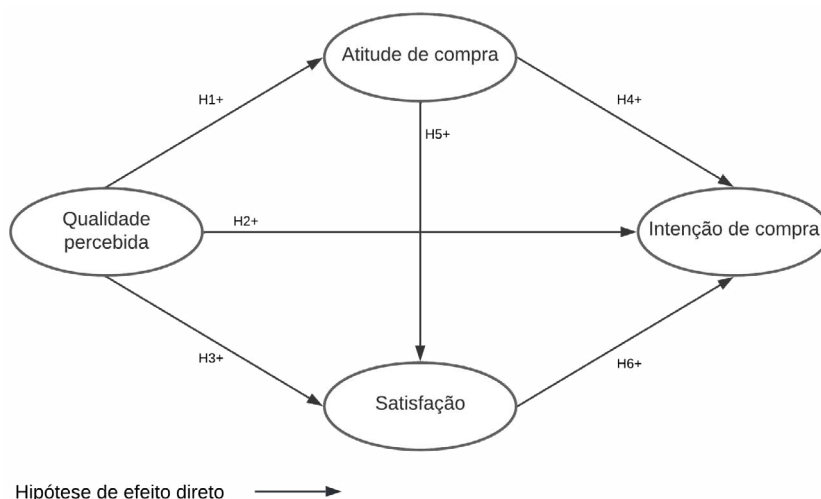 Atitude de compra
H1+
H4+
H5+
Qualidade
percebida
H2+
Intenção de compra
H3+
H6+
Satisfação
Hipótese de efeito direto